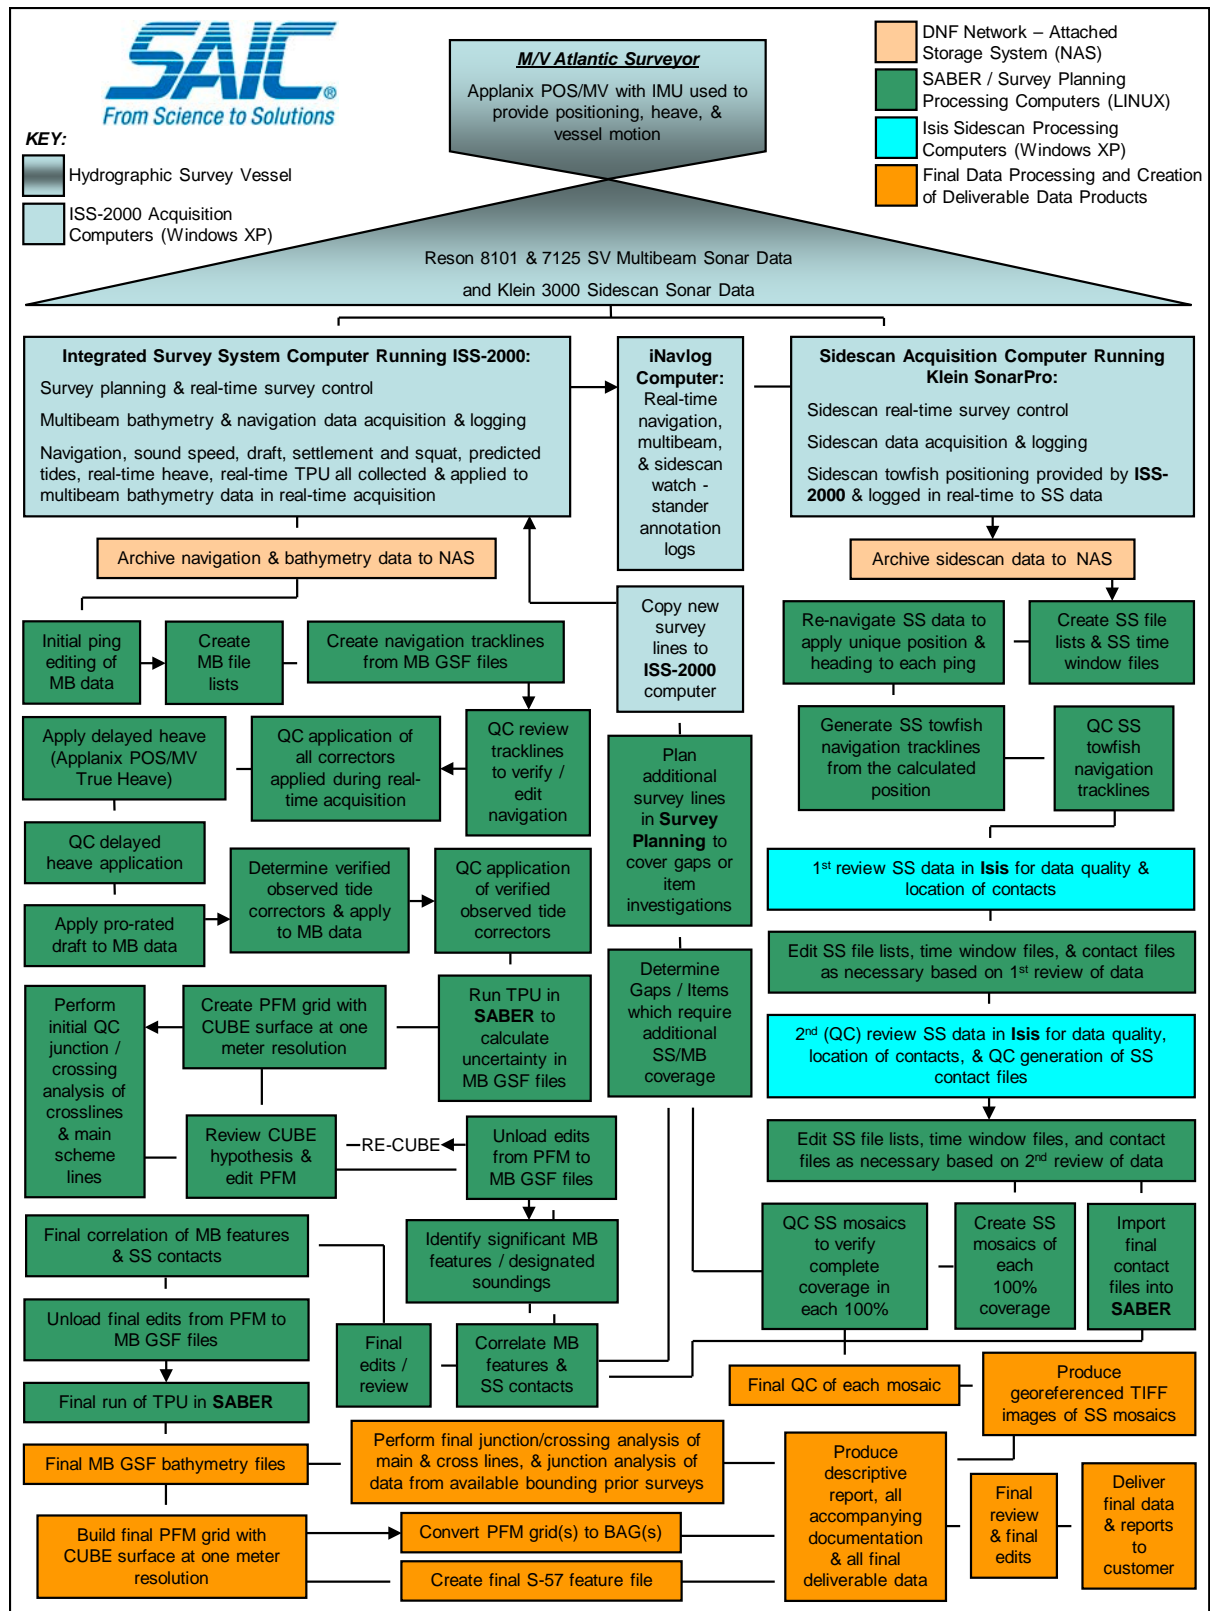 SAIC®
From Science to Solutions
KEY:
Hydrographic Survey Vessel
ISS-2000 Acquisition
Computers (Windows XP)
M/V Atlantic Surveyor
Applanix POS/MV with IMU used to
provide positioning, heave, &
vessel motion
DNF Network – Attached
Storage System (NAS)
SABER / Survey Planning
Processing Computers (LINUX)
Isis Sidescan Processing
Computers (Windows XP)
Final Data Processing and Creation
of Deliverable Data Products
Reson 8101 & 7125 SV Multibeam Sonar Data
and Klein 3000 Sidescan Sonar Data
Integrated Survey System Computer Running ISS-2000:
Survey planning & real-time survey control
Multibeam bathymetry & navigation data acquisition & logging
Navigation, sound speed, draft, settlement and squat, predicted
tides, real-time heave, real-time TPU all collected & applied to
multibeam bathymetry data in real-time acquisition
iNavlog
Computer:
Real-time
navigation,
multibeam,
& sidescan
watch -
stander
annotation
logs
Sidescan Acquisition Computer Running
Klein SonarPro:
Sidescan real-time survey control
Sidescan data acquisition & logging
Sidescan towfish positioning provided by ISS-
2000 & logged in real-time to SS data
Archive navigation & bathymetry data to NAS
Archive sidescan data to NAS
Copy new
survey
lines to
ISS-2000
computer
Initial ping
editing of
MB data
Create
MB file
lists
Create navigation tracklines
from MB GSF files
Re-navigate SS data to
apply unique position &
heading to each ping
Create SS file
lists & SS time
window files
Apply delayed heave
(Applanix POS/MV
True Heave)
QC application of
all correctors
applied during real-
time acquisition
QC review
tracklines
to verify /
edit
navigation
Plan
additional
survey lines
in Survey
Planning to
cover gaps or
item
investigations
Generate SS towfish
navigation tracklines
from the calculated
position
QC SS
towfish
navigation
tracklines
QC delayed
heave application
Determine verified
observed tide
correctors & apply
to MB data
QC application
of verified
observed tide
correctors
1st review SS data in Isis for data quality &
location of contacts
Apply pro-rated
draft to MB data
Edit SS file lists, time window files, & contact files
as necessary based on 1st review of data
Perform
initial QC
junction /
crossing
analysis of
crosslines
& main
scheme
lines
Create PFM grid with
CUBE surface at one
meter resolution
Run TPU in
SABER to
calculate
uncertainty in
MB GSF files
Determine
Gaps / Items
which require
additional
SS/MB
coverage
2nd (QC) review SS data in Isis for data quality,
location of contacts, & QC generation of SS
contact files
Review CUBE
hypothesis &
edit PFM
RE-CUBE
Unload edits
from PFM to
MB GSF files
Edit SS file lists, time window files, and contact
files as necessary based on 2nd review of data
Final correlation of MB features
& SS contacts
Identify significant MB
features / designated
soundings
QC SS mosaics
to verify
complete
coverage in
each 100%
Create SS
mosaics of
each
100%
coverage
Import
final
contact
files into
SABER
Unload final edits from PFM to
MB GSF files
Final
edits /
review
Correlate MB
features &
SS contacts
Final run of TPU in SABER
Final QC of each mosaic
Produce
georeferenced TIFF
images of SS mosaics
Final MB GSF bathymetry files
Perform final junction/crossing analysis of
main & cross lines, & junction analysis of
data from available bounding prior surveys
Produce
descriptive
report, all
accompanying
documentation
& all final
deliverable data
Final
review
& final
edits
Deliver
final data
& reports
to
customer
Build final PFM grid with
CUBE surface at one meter
resolution
Convert PFM grid(s) to BAG(s)
Create final S-57 feature file